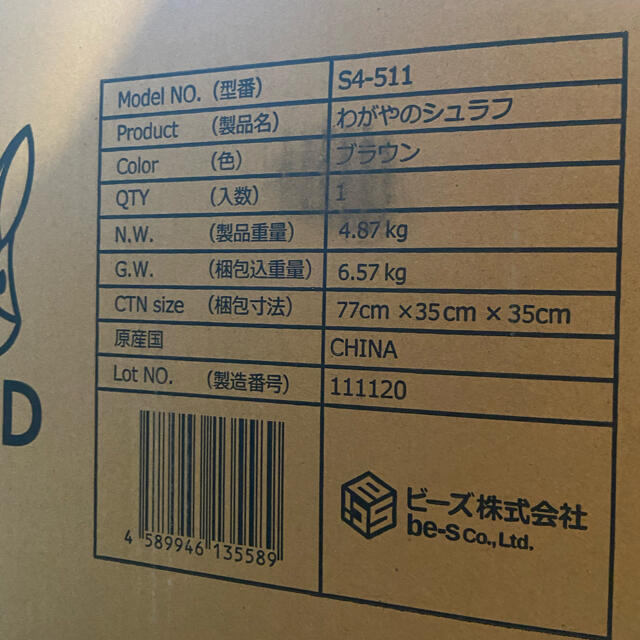 Model NO. （型番） S4-511
Product （製品名） わがやのシュラフ
Color （色） ブラウン
QTY （入数） 1
N.W. （製品重量） 4.87 kg
G.W. （梱包込重量） 6.57 kg
CTN size （梱包寸法） 77cm ×35cm × 35cm
原産国 CHINA
Lot NO. （製造番号） 111120
4 589946 135589
ビーズ株式会社
be-s Co., Ltd.
D